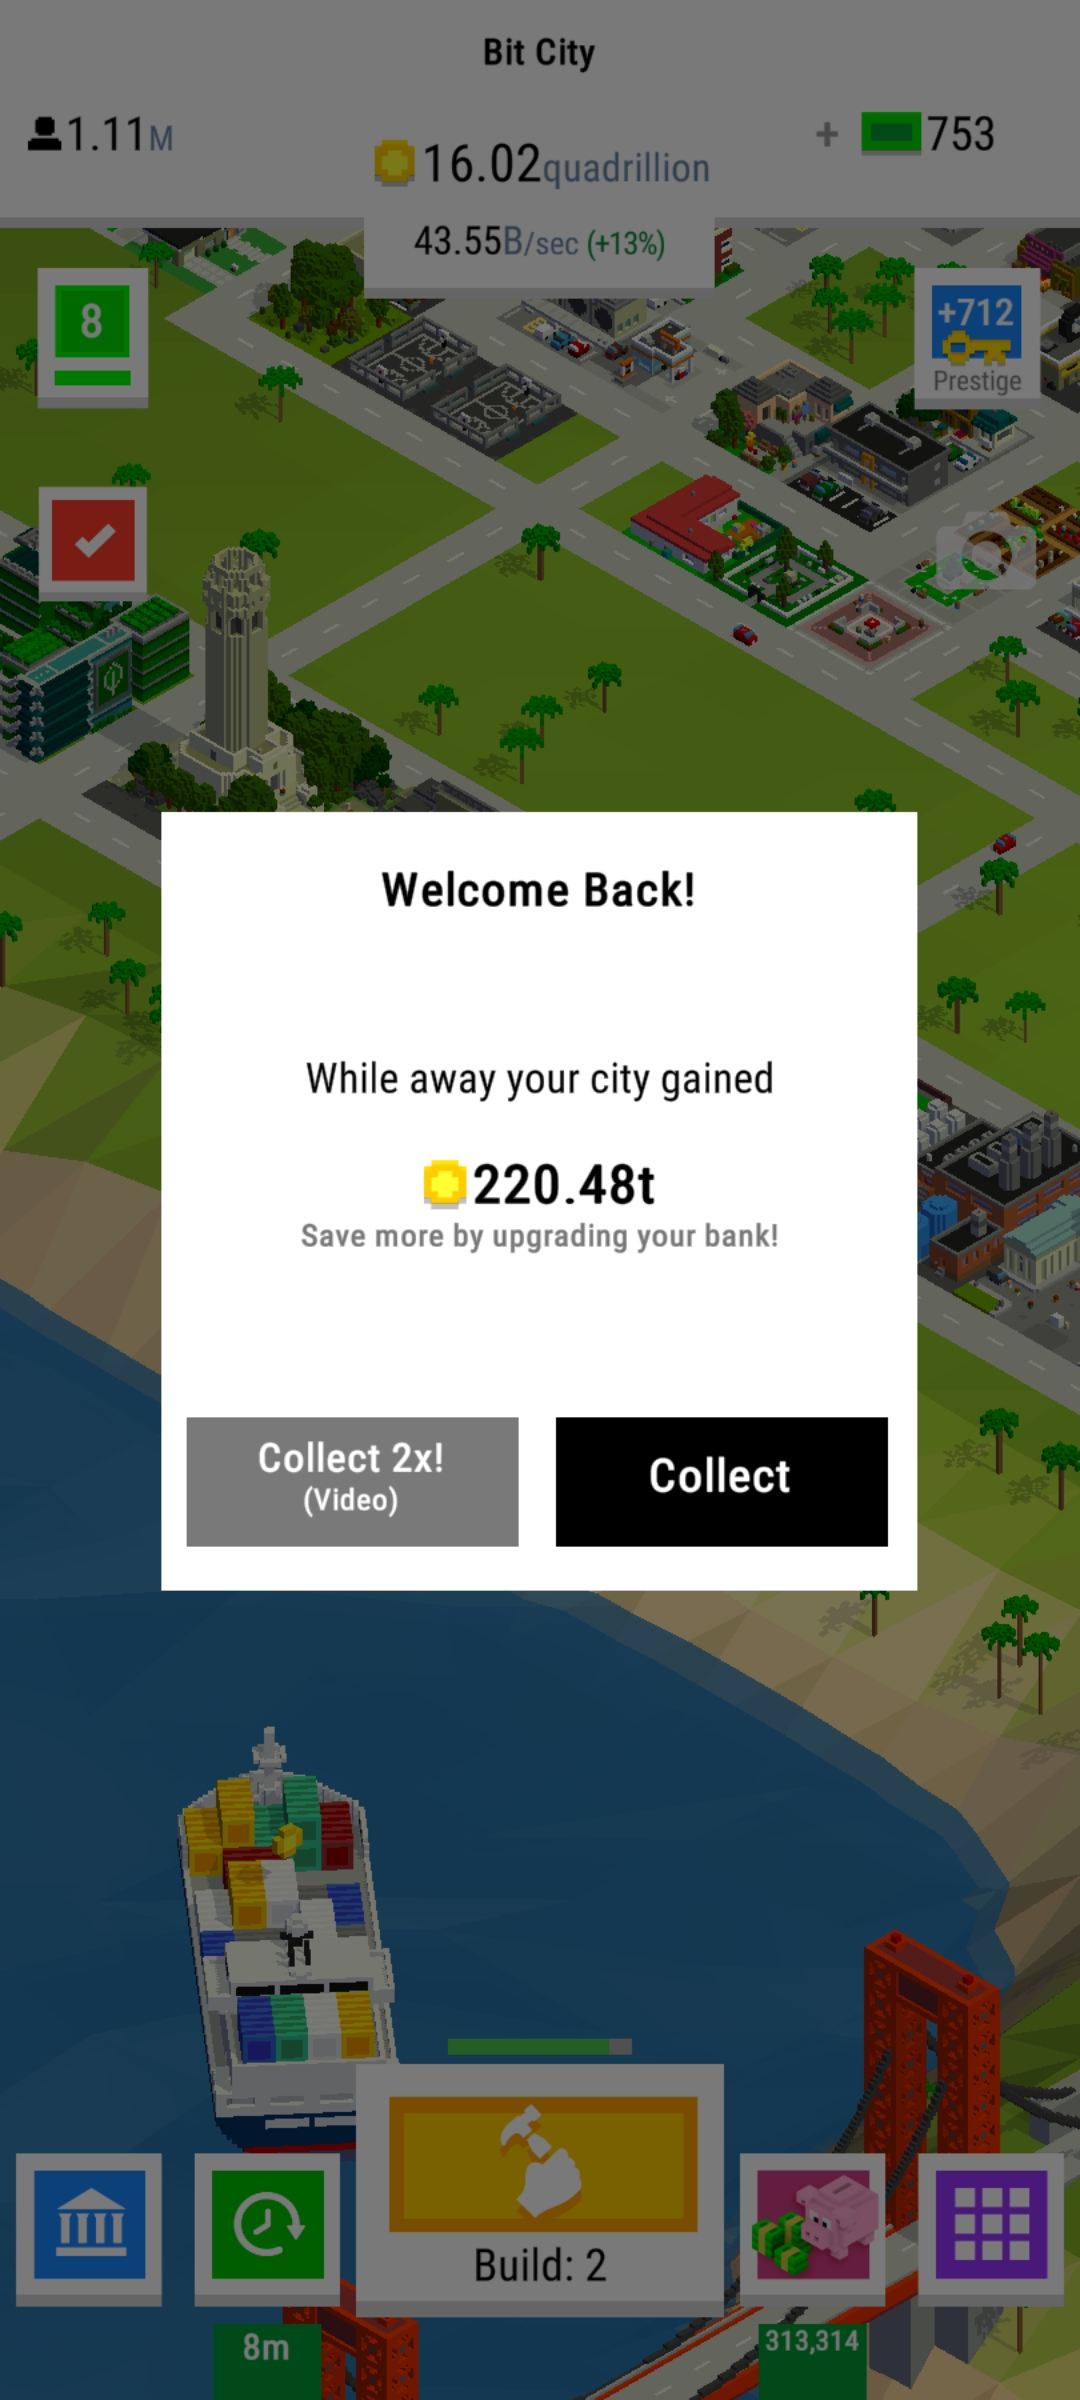 Bit City
1.11M
16.02quadrillion
+ 753
43.55B/sec (+13%)
8
+712
Prestige
Welcome Back!
While away your city gained
220.48t
Save more by upgrading your bank!
Collect 2x!
(Video)
Collect
Build: 2
8m
313,314